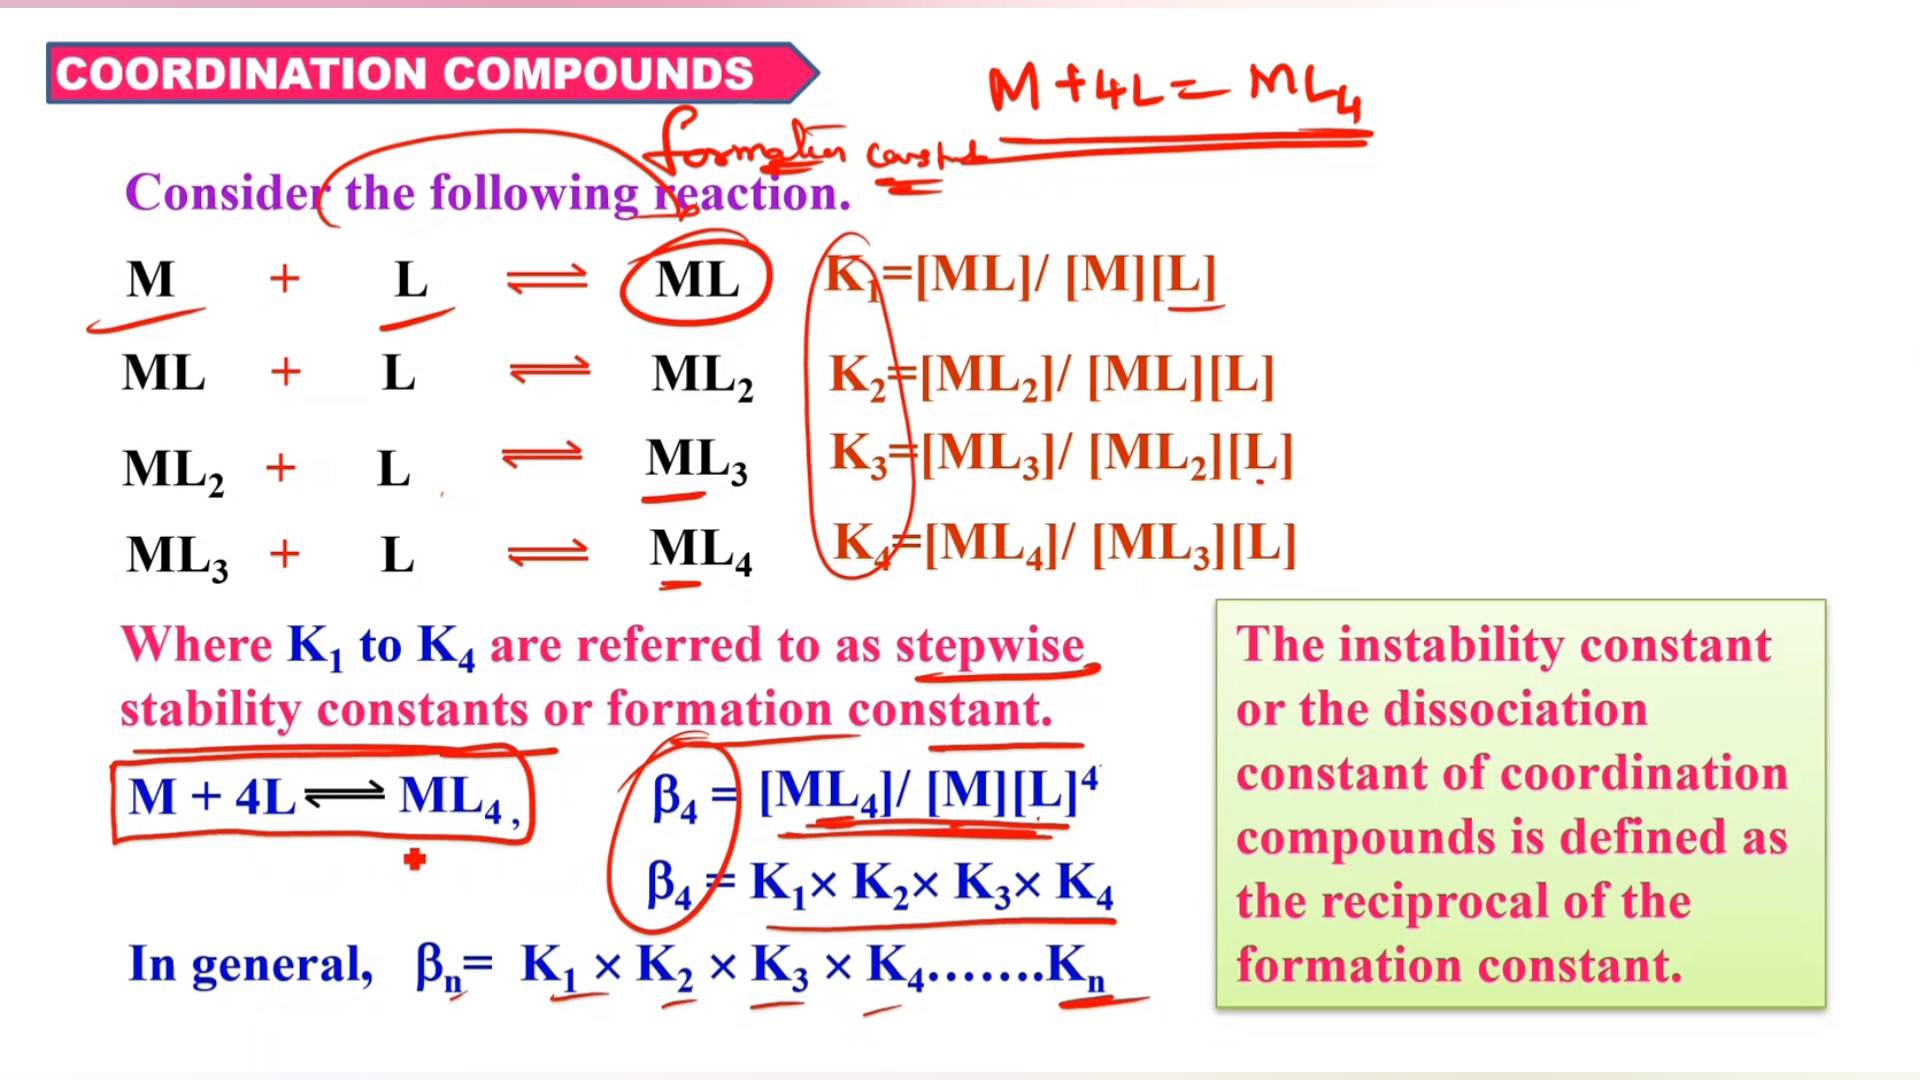 COORDINATION COMPOUNDS
M + 4L = ML₄
formation constant
Consider the following reaction.
M + L ⇌ ML K₁=[ML]/ [M][L]
ML + L ⇌ ML₂ K₂=[ML₂]/ [ML][L]
ML₂ + L ⇌ ML₃ K₃=[ML₃]/ [ML₂][L]
ML₃ + L ⇌ ML₄ K₄=[ML₄]/ [ML₃][L]
Where K₁ to K₄ are referred to as stepwise
stability constants or formation constant.
M + 4L ⇌ ML₄ , β₄ = [ML₄]/ [M][L]⁴
β₄ = K₁× K₂× K₃× K₄
In general, βₙ= K₁ × K₂ × K₃ × K₄.......Kₙ
The instability constant
or the dissociation
constant of coordination
compounds is defined as
the reciprocal of the
formation constant.